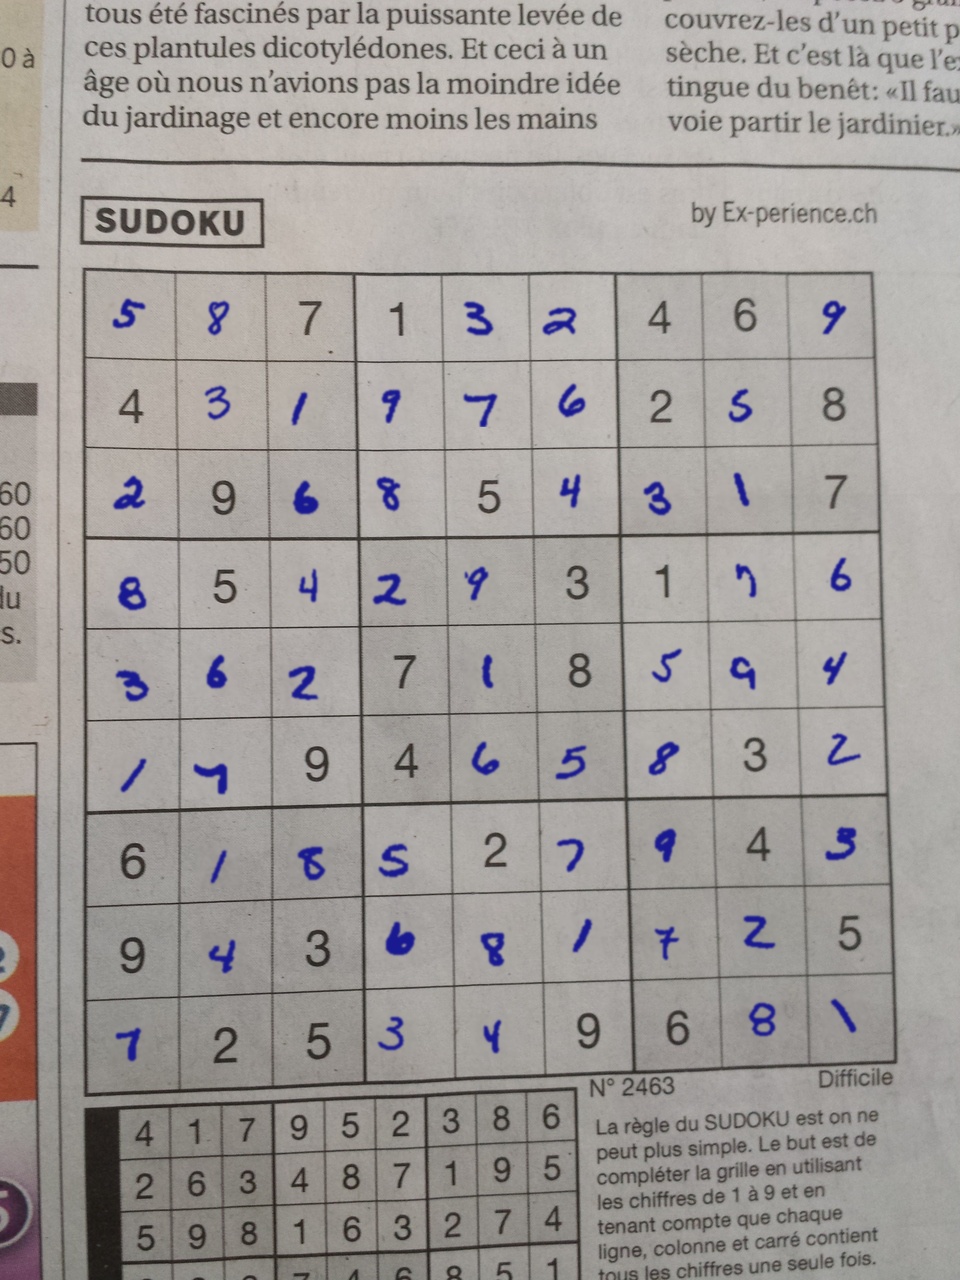 tous été fascinés par la puissante levée de
ces plantules dicotylédones. Et ceci à un
âge où nous n'avions pas la moindre idée
du jardinage et encore moins les mains
couvrez-les d'un petit p
sèche. Et c'est là que l'e
tingue du benêt: «Il fau
voie partir le jardinier.»
0 à
4
60
60
50
du
s.
SUDOKU
by Ex-perience.ch
5 8 7 1 3 2 4 6 9
4 3 1 9 7 6 2 5 8
2 9 6 8 5 4 3 1 7
8 5 4 2 9 3 1 7 6
3 6 2 7 1 8 5 9 4
1 7 9 4 6 5 8 3 2
6 1 8 5 2 7 9 4 3
9 4 3 6 8 1 7 2 5
7 2 5 3 4 9 6 8 1
N° 2463
Difficile
4 1 7 9 5 2 3 8 6
2 6 3 4 8 7 1 9 5
5 9 8 1 6 3 2 7 4
7 4 6 8 5 1
La règle du SUDOKU est on ne
peut plus simple. Le but est de
compléter la grille en utilisant
les chiffres de 1 à 9 et en
tenant compte que chaque
ligne, colonne et carré contient
tous les chiffres une seule fois.